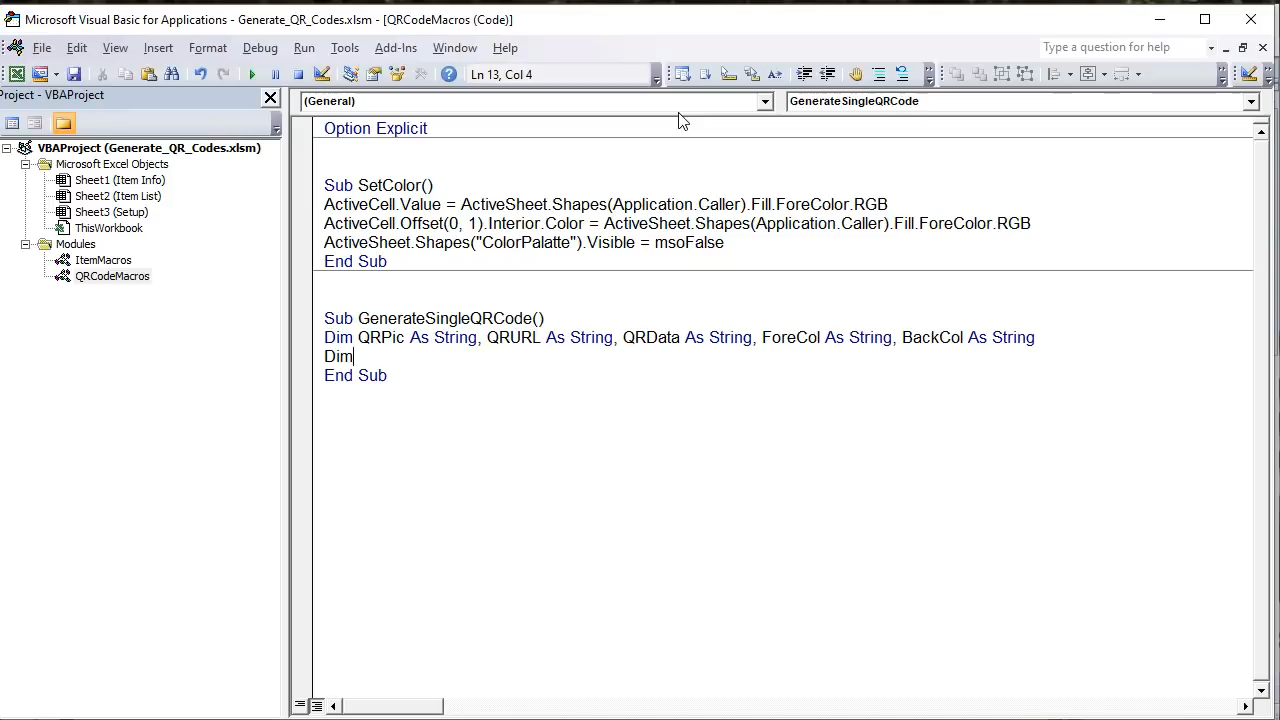 Microsoft Visual Basic for Applications - Generate_QR_Codes.xlsm - [QRCodeMacros (Code)]
File Edit View Insert Format Debug Run Tools Add-Ins Window Help
Type a question for help
Ln 13, Col 4
Project - VBAProject
(General)
GenerateSingleQRCode
VBAProject (Generate_QR_Codes.xlsm)
Microsoft Excel Objects
Sheet1 (Item Info)
Sheet2 (Item List)
Sheet3 (Setup)
ThisWorkbook
Modules
ItemMacros
QRCodeMacros
Option Explicit
Sub SetColor()
ActiveCell.Value = ActiveSheet.Shapes(Application.Caller).Fill.ForeColor.RGB
ActiveCell.Offset(0, 1).Interior.Color = ActiveSheet.Shapes(Application.Caller).Fill.ForeColor.RGB
ActiveSheet.Shapes("ColorPalatte").Visible = msoFalse
End Sub
Sub GenerateSingleQRCode()
Dim QRPic As String, QRURL As String, QRData As String, ForeCol As String, BackCol As String
Dim
End Sub